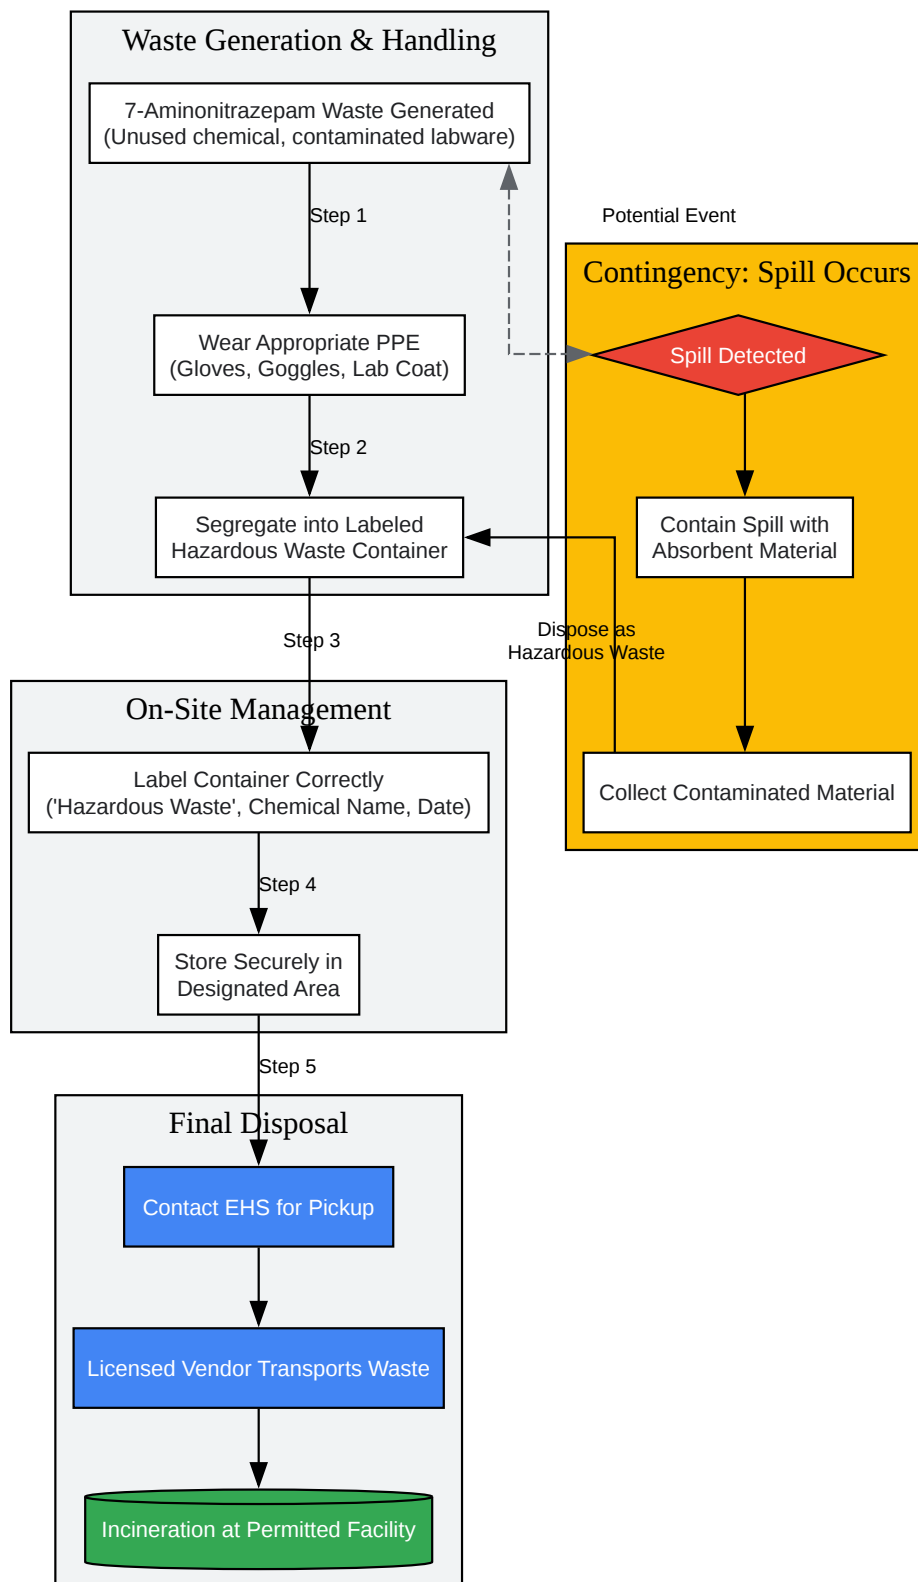 Waste Generation & Handling
7-Aminonitrazepam Waste Generated
(Unused chemical, contaminated labware)
Step 1
Wear Appropriate PPE
(Gloves, Goggles, Lab Coat)
Step 2
Segregate into Labeled
Hazardous Waste Container
Step 3
Potential Event
Contingency: Spill Occurs
Spill Detected
Contain Spill with
Absorbent Material
Dispose as
Hazardous Waste
Collect Contaminated Material
On-Site Management
Label Container Correctly
('Hazardous Waste', Chemical Name, Date)
Step 4
Store Securely in
Designated Area
Step 5
Final Disposal
Contact EHS for Pickup
Licensed Vendor Transports Waste
Incineration at Permitted Facility